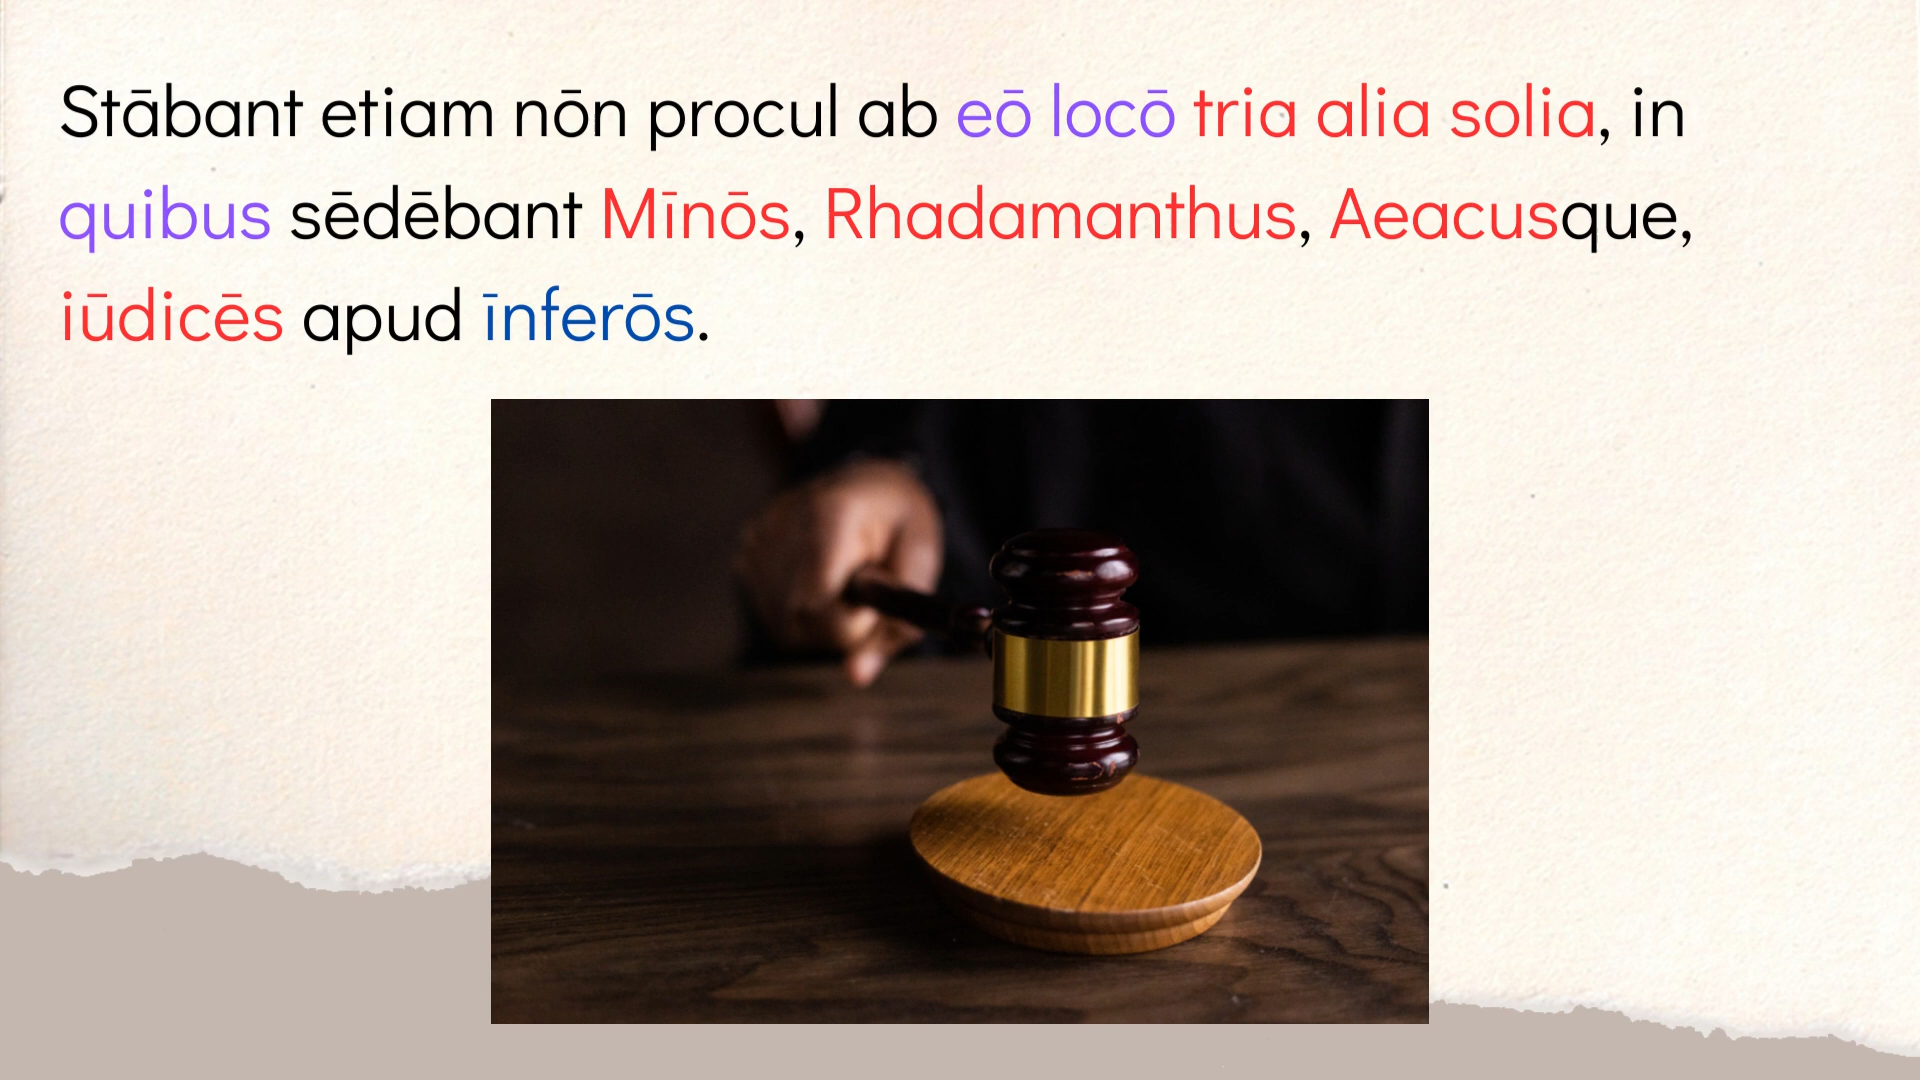 Stābant etiam nōn procul ab eō locō tria alia solia, in
quibus sēdēbant Mīnōs, Rhadamanthus, Aeacusque,
iūdicēs apud īnferōs.